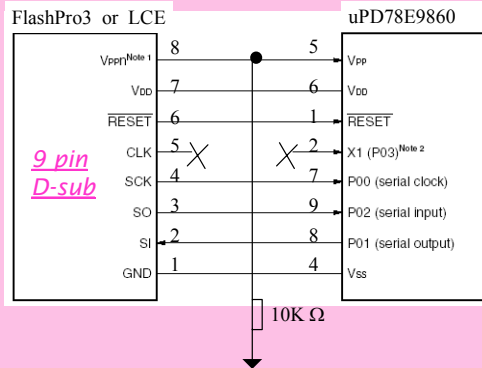 FlashPro3 or LCE uPD78E9860
VPPn Note 1 8 5 VPP
VDD 7 6 VDD
RESET 6 1 RESET
CLK 5 2 X1 (P03) Note 2
9 pin
D-sub
SCK 4 7 P00 (serial clock)
SO 3 9 P02 (serial input)
SI 2 8 P01 (serial output)
GND 1 4 VSS
10K Ω